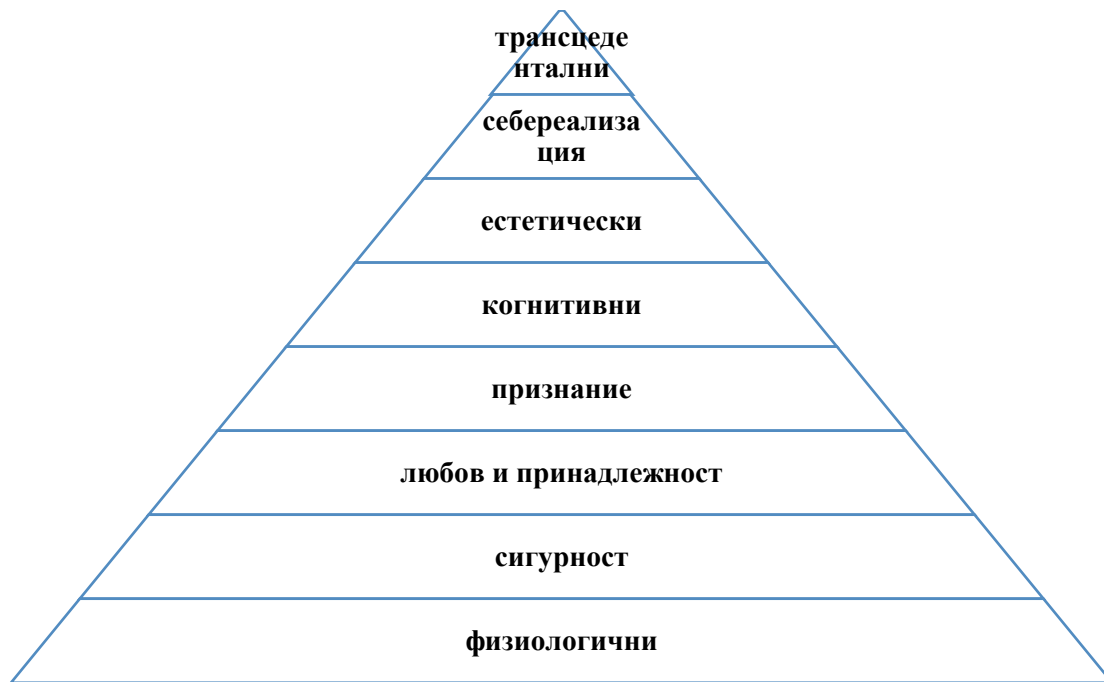 трансцеде
нтални
себереализа
ция
естетически
когнитивни
признание
любов и принадлежност
сигурност
физиологични